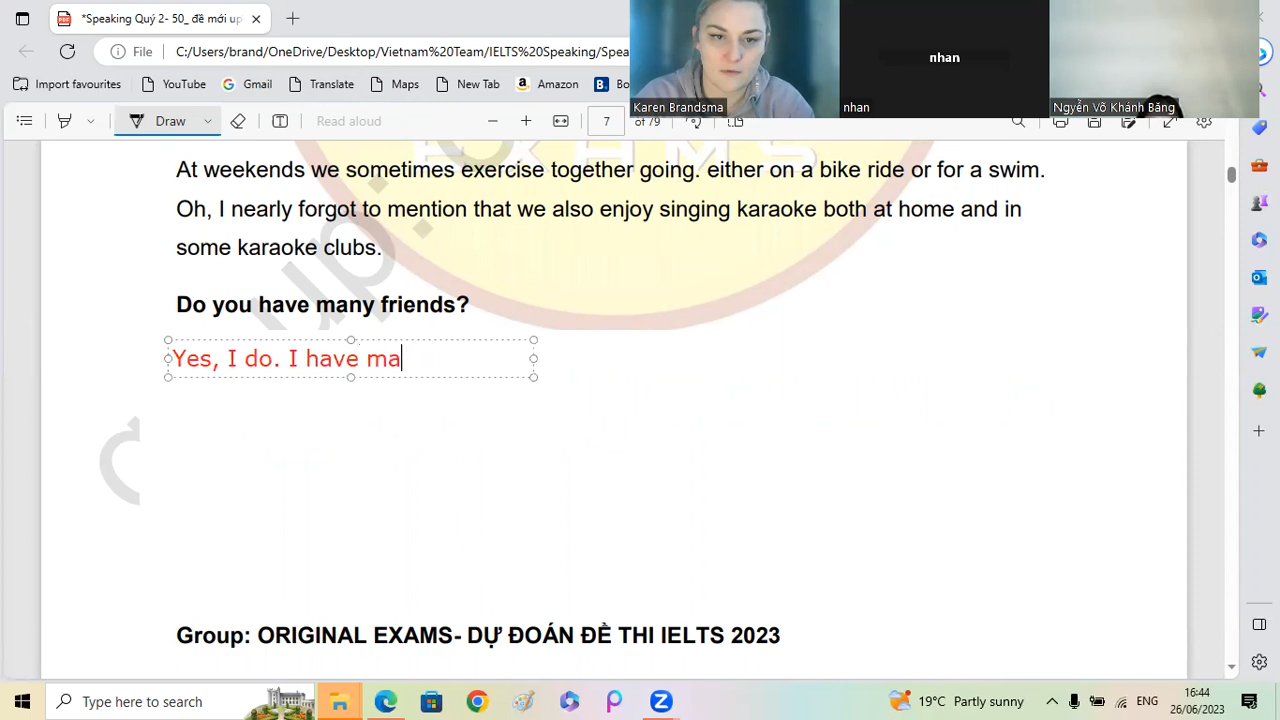 *Speaking Quý 2- 50_ đề mới up
File
C:/Users/brand/OneDrive/Desktop/Vietnam%20Team/IELTS%20Speaking/Spea
Import favourites
YouTube
Gmail
Translate
Maps
New Tab
Amazon
Karen Brandsma
nhan
nhan
Nguyễn Võ Khánh Băng
Draw
Read aloud
7
of 79
EXAMS
At weekends we sometimes exercise together going. either on a bike ride or for a swim.
Oh, I nearly forgot to mention that we also enjoy singing karaoke both at home and in
some karaoke clubs.
Do you have many friends?
Yes, I do. I have ma
Group: ORIGINAL EXAMS- DỰ ĐOÁN ĐỀ THI IELTS 2023
Type here to search
19°C Partly sunny
ENG
16:44
26/06/2023